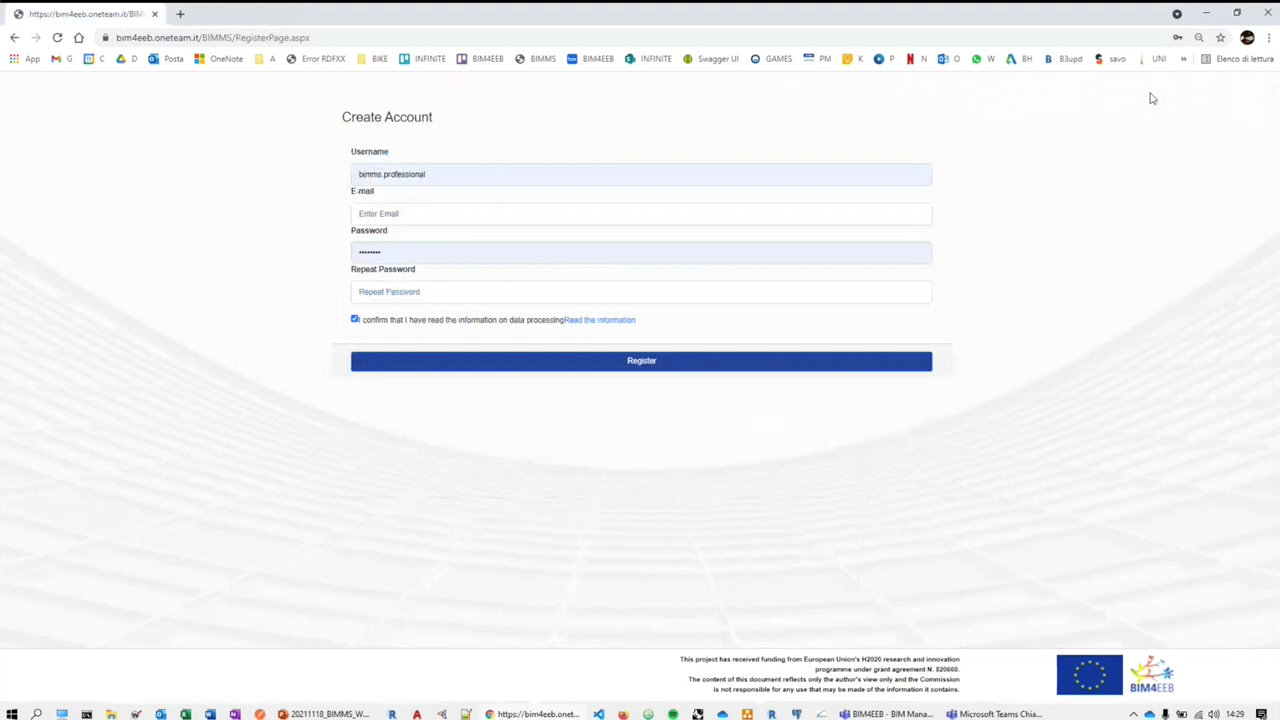 https://bim4eeb.oneteam.it/BIM
bim4eeb.oneteam.it/BIMMS/RegisterPage.aspx
App G C D Posta OneNote A Error RDFXX BIKE INFINITE BIM4EEB BIMMS BIM4EEB INFINITE Swagger UI GAMES PM K P N O W BH B3upd savo UNI » Elenco di lettura
Create Account
Username
bimms.professional
E-mail
Enter Email
Password
••••••••
Repeat Password
Repeat Password
I confirm that I have read the information on data processingRead the information
Register
This project has received funding from European Union's H2020 research and innovation
programme under grant agreement N. 820660.
The content of this document reflects only the author's view only and the Commission
is not responsible for any use that may be made of the information it contains.
BIM4EEB
20211118_BIMMS_W... https://bim4eeb.onet... BIM4EEB - BIM Mana... Microsoft Teams Chia... 14:29